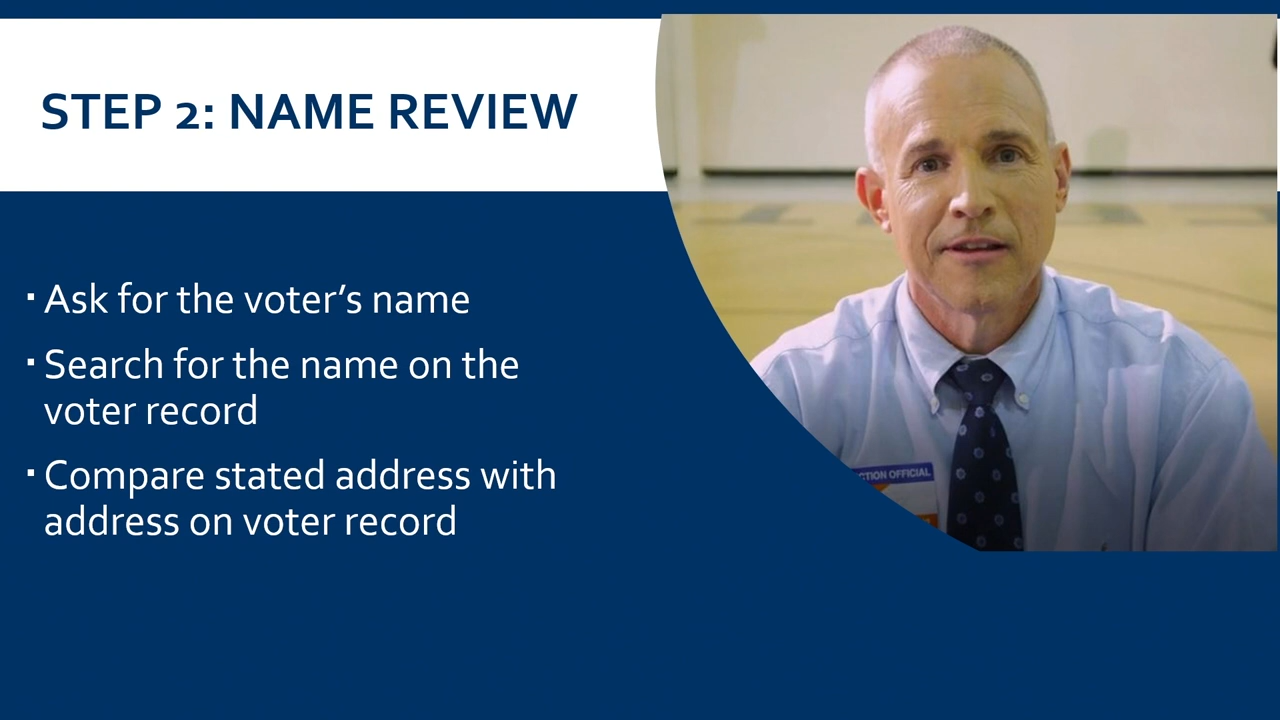 STEP 2: NAME REVIEW
▪ Ask for the voter’s name
▪ Search for the name on the
voter record
▪ Compare stated address with
address on voter record
OFFICIAL